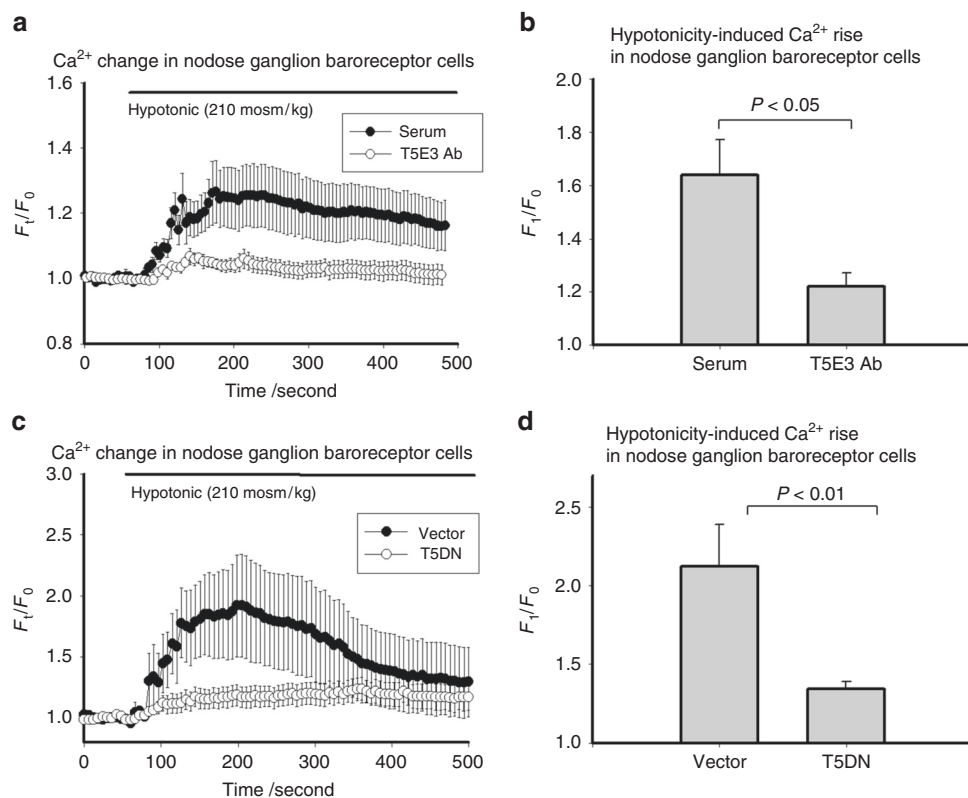 a
Ca²⁺ change in nodose ganglion baroreceptor cells
1.6
1.4
1.2
1.0
0.8
Ft/F0
Hypotonic (210 mosm/kg)
Serum
T5E3 Ab
0
100
200
300
400
500
Time /second
b
Hypotonicity-induced Ca²⁺ rise
in nodose ganglion baroreceptor cells
2.0
1.8
1.6
1.4
1.2
1.0
F1/F0
P < 0.05
Serum
T5E3 Ab
c
Ca²⁺ change in nodose ganglion baroreceptor cells
3.0
2.5
2.0
1.5
1.0
Ft/F0
Hypotonic (210 mosm/kg)
Vector
T5DN
0
100
200
300
400
500
Time /second
d
Hypotonicity-induced Ca²⁺ rise
in nodose ganglion baroreceptor cells
2.5
2.0
1.5
1.0
F1/F0
P < 0.01
Vector
T5DN